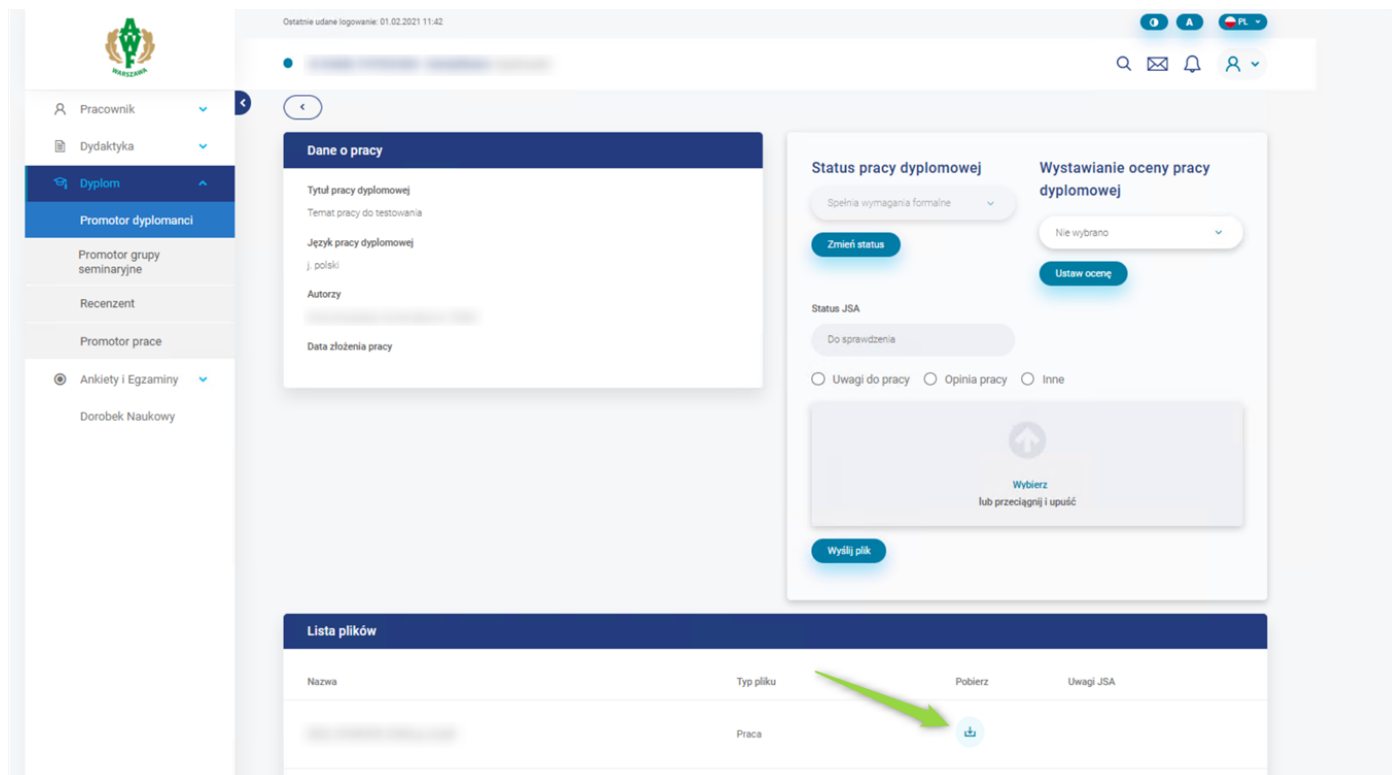 AWF
WARSZAWA
Ostatnie udane logowanie: 01.02.2021 11:42
A
PL
Pracownik
Dydaktyka
Dyplom
Promotor dyplomanci
Promotor grupy
seminaryjne
Recenzent
Promotor prace
Ankiety i Egzaminy
Dorobek Naukowy
Dane o pracy
Tytuł pracy dyplomowej
Temat pracy do testowania
Język pracy dyplomowej
j. polski
Autorzy
Data złożenia pracy
Status pracy dyplomowej
Spełnia wymagania formalne
Zmień status
Wystawianie oceny pracy
dyplomowej
Nie wybrano
Ustaw ocenę
Status JSA
Do sprawdzenia
Uwagi do pracy Opinia pracy Inne
Wybierz
lub przeciągnij i upuść
Wyślij plik
Lista plików
Nazwa Typ pliku Pobierz Uwagi JSA
Praca